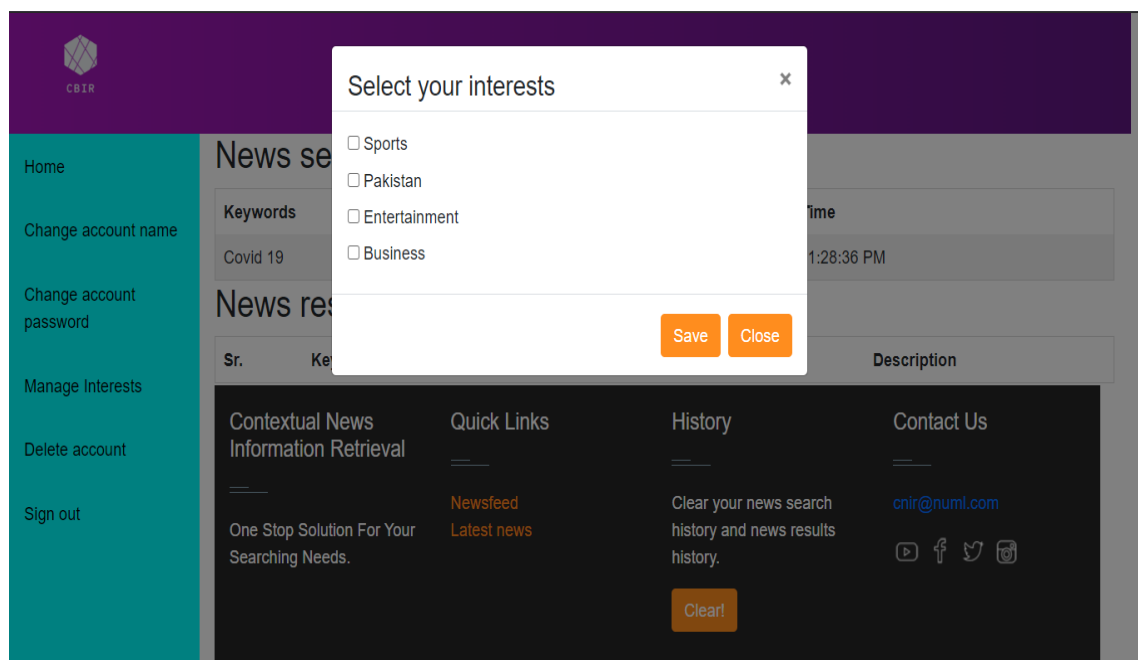 CBIR
Select your interests
×
Sports
Pakistan
Entertainment
Business
Save
Close
Home
Change account name
Change account
password
Manage Interests
Delete account
Sign out
News se
Keywords
Time
Covid 19
1:28:36 PM
News res
Sr.
Key
Description
Contextual News
Information Retrieval
One Stop Solution For Your
Searching Needs.
Quick Links
Newsfeed
Latest news
History
Clear your news search
history and news results
history.
Clear!
Contact Us
cnir@numl.com